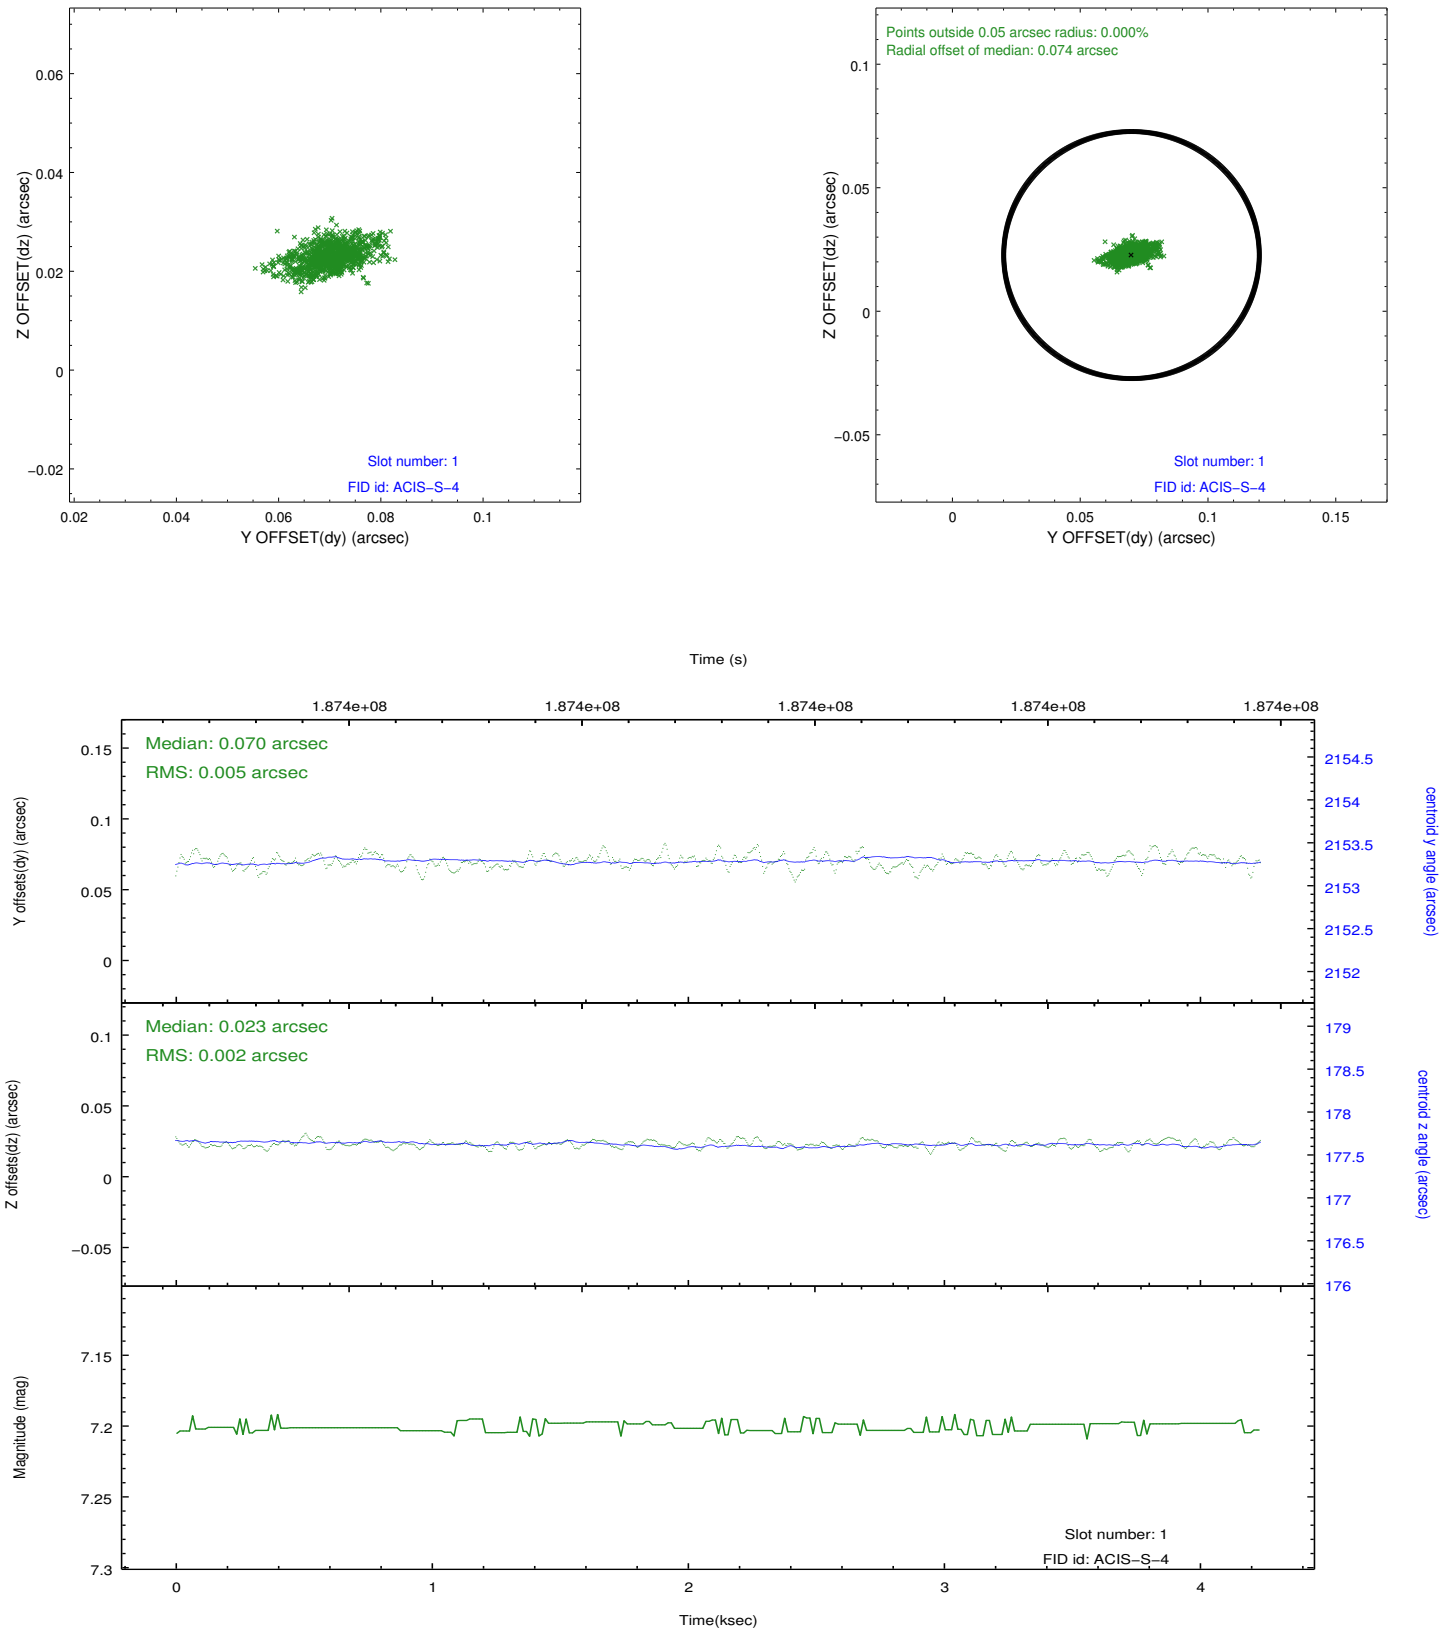 0.06
0.04
0.02
0
−0.02
Z OFFSET(dz) (arcsec)
Slot number: 1
FID id: ACIS−S−4
0.02 0.04 0.06 0.08 0.1
Y OFFSET(dy) (arcsec)
Points outside 0.05 arcsec radius: 0.000%
Radial offset of median: 0.074 arcsec
0.1
0.05
0
−0.05
Z OFFSET(dz) (arcsec)
Slot number: 1
FID id: ACIS−S−4
0 0.05 0.1 0.15
Y OFFSET(dy) (arcsec)
Time (s)
1.874e+08 1.874e+08 1.874e+08 1.874e+08 1.874e+08
Median: 0.070 arcsec
RMS: 0.005 arcsec
0.15
0.1
0.05
0
Y offsets(dy) (arcsec)
2154.5
2154
2153.5
2153
2152.5
2152
centroid y angle (arcsec)
Median: 0.023 arcsec
RMS: 0.002 arcsec
0.1
0.05
0
−0.05
Z offsets(dz) (arcsec)
179
178.5
178
177.5
177
176.5
176
centroid z angle (arcsec)
7.15
7.2
7.25
7.3
Magnitude (mag)
Slot number: 1
FID id: ACIS−S−4
0 1 2 3 4
Time(ksec)